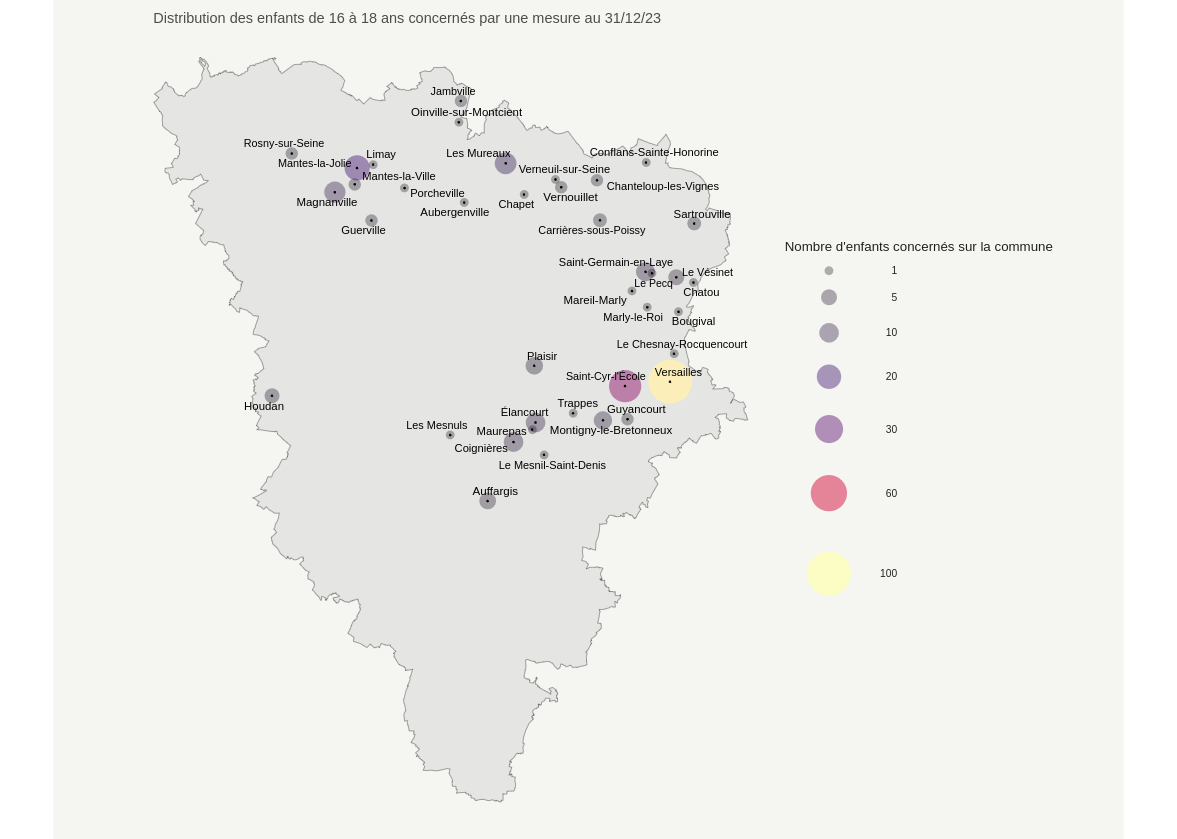 Distribution des enfants de 16 à 18 ans concernés par une mesure au 31/12/23
Jambville
Oinville-sur-Montcient
Rosny-sur-Seine
Limay
Les Mureaux
Conflans-Sainte-Honorine
Mantes-la-Jolie
Verneuil-sur-Seine
Mantes-la-Ville
Porcheville
Chanteloup-les-Vignes
Magnanville
Chapet
Vernouillet
Aubergenville
Sartrouville
Guerville
Carrières-sous-Poissy
Saint-Germain-en-Laye
Le Vésinet
Le Pecq
Chatou
Mareil-Marly
Marly-le-Roi
Bougival
Le Chesnay-Rocquencourt
Plaisir
Saint-Cyr-l'École
Versailles
Houdan
Trappes
Guyancourt
Élancourt
Les Mesnuls
Maurepas
Montigny-le-Bretonneux
Coignières
Le Mesnil-Saint-Denis
Auffargis
Nombre d'enfants concernés sur la commune
1
5
10
20
30
60
100